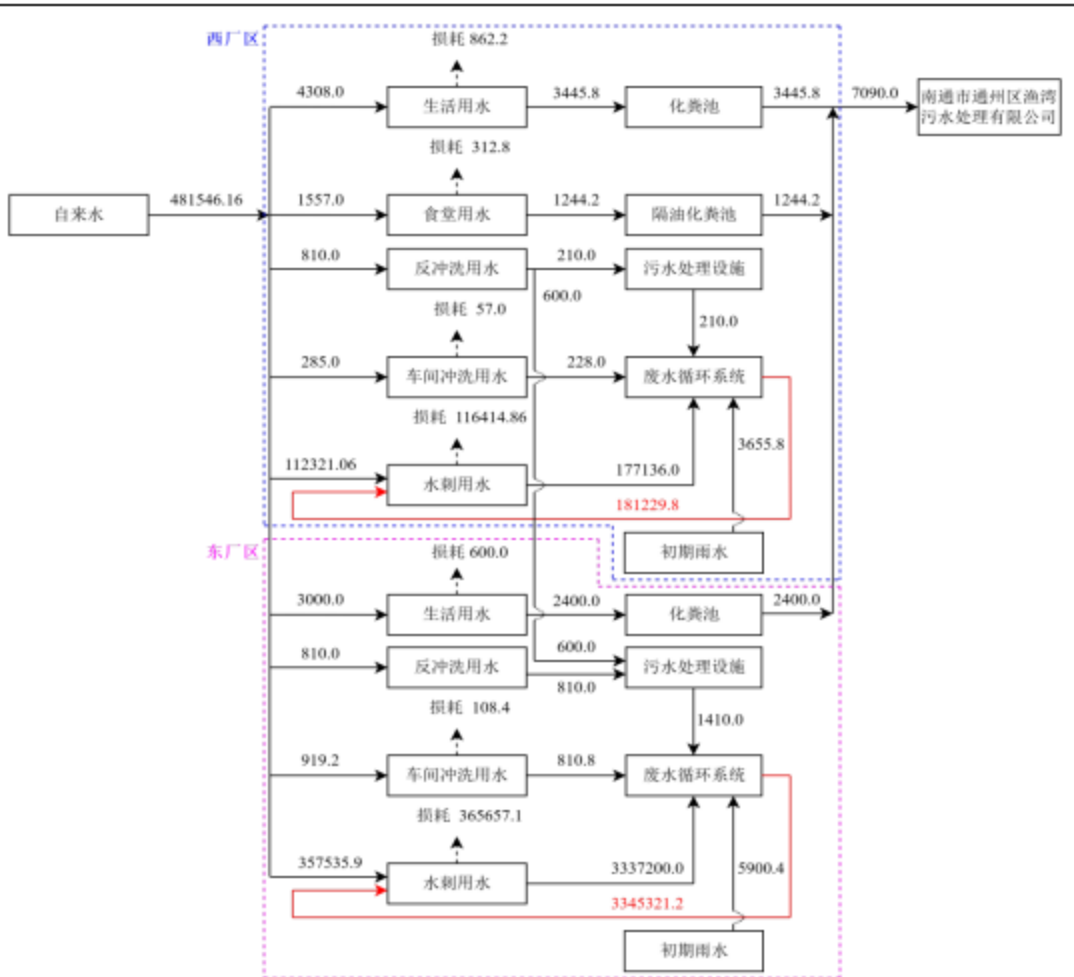 西厂区
损耗 862.2
4308.0
生活用水
3445.8
化粪池
3445.8
7090.0
南通市通州区渔湾
污水处理有限公司
损耗 312.8
自来水
481546.16
1557.0
食堂用水
1244.2
隔油化粪池
1244.2
810.0
反冲洗用水
210.0
污水处理设施
600.0
损耗 57.0
210.0
285.0
车间冲洗用水
228.0
废水循环系统
损耗 116414.86
3655.8
112321.06
水刺用水
177136.0
181229.8
初期雨水
东厂区
损耗 600.0
3000.0
生活用水
2400.0
化粪池
2400.0
600.0
810.0
反冲洗用水
污水处理设施
810.0
损耗 108.4
1410.0
919.2
车间冲洗用水
810.8
废水循环系统
损耗 365657.1
357535.9
水刺用水
3337200.0
5900.4
3345321.2
初期雨水